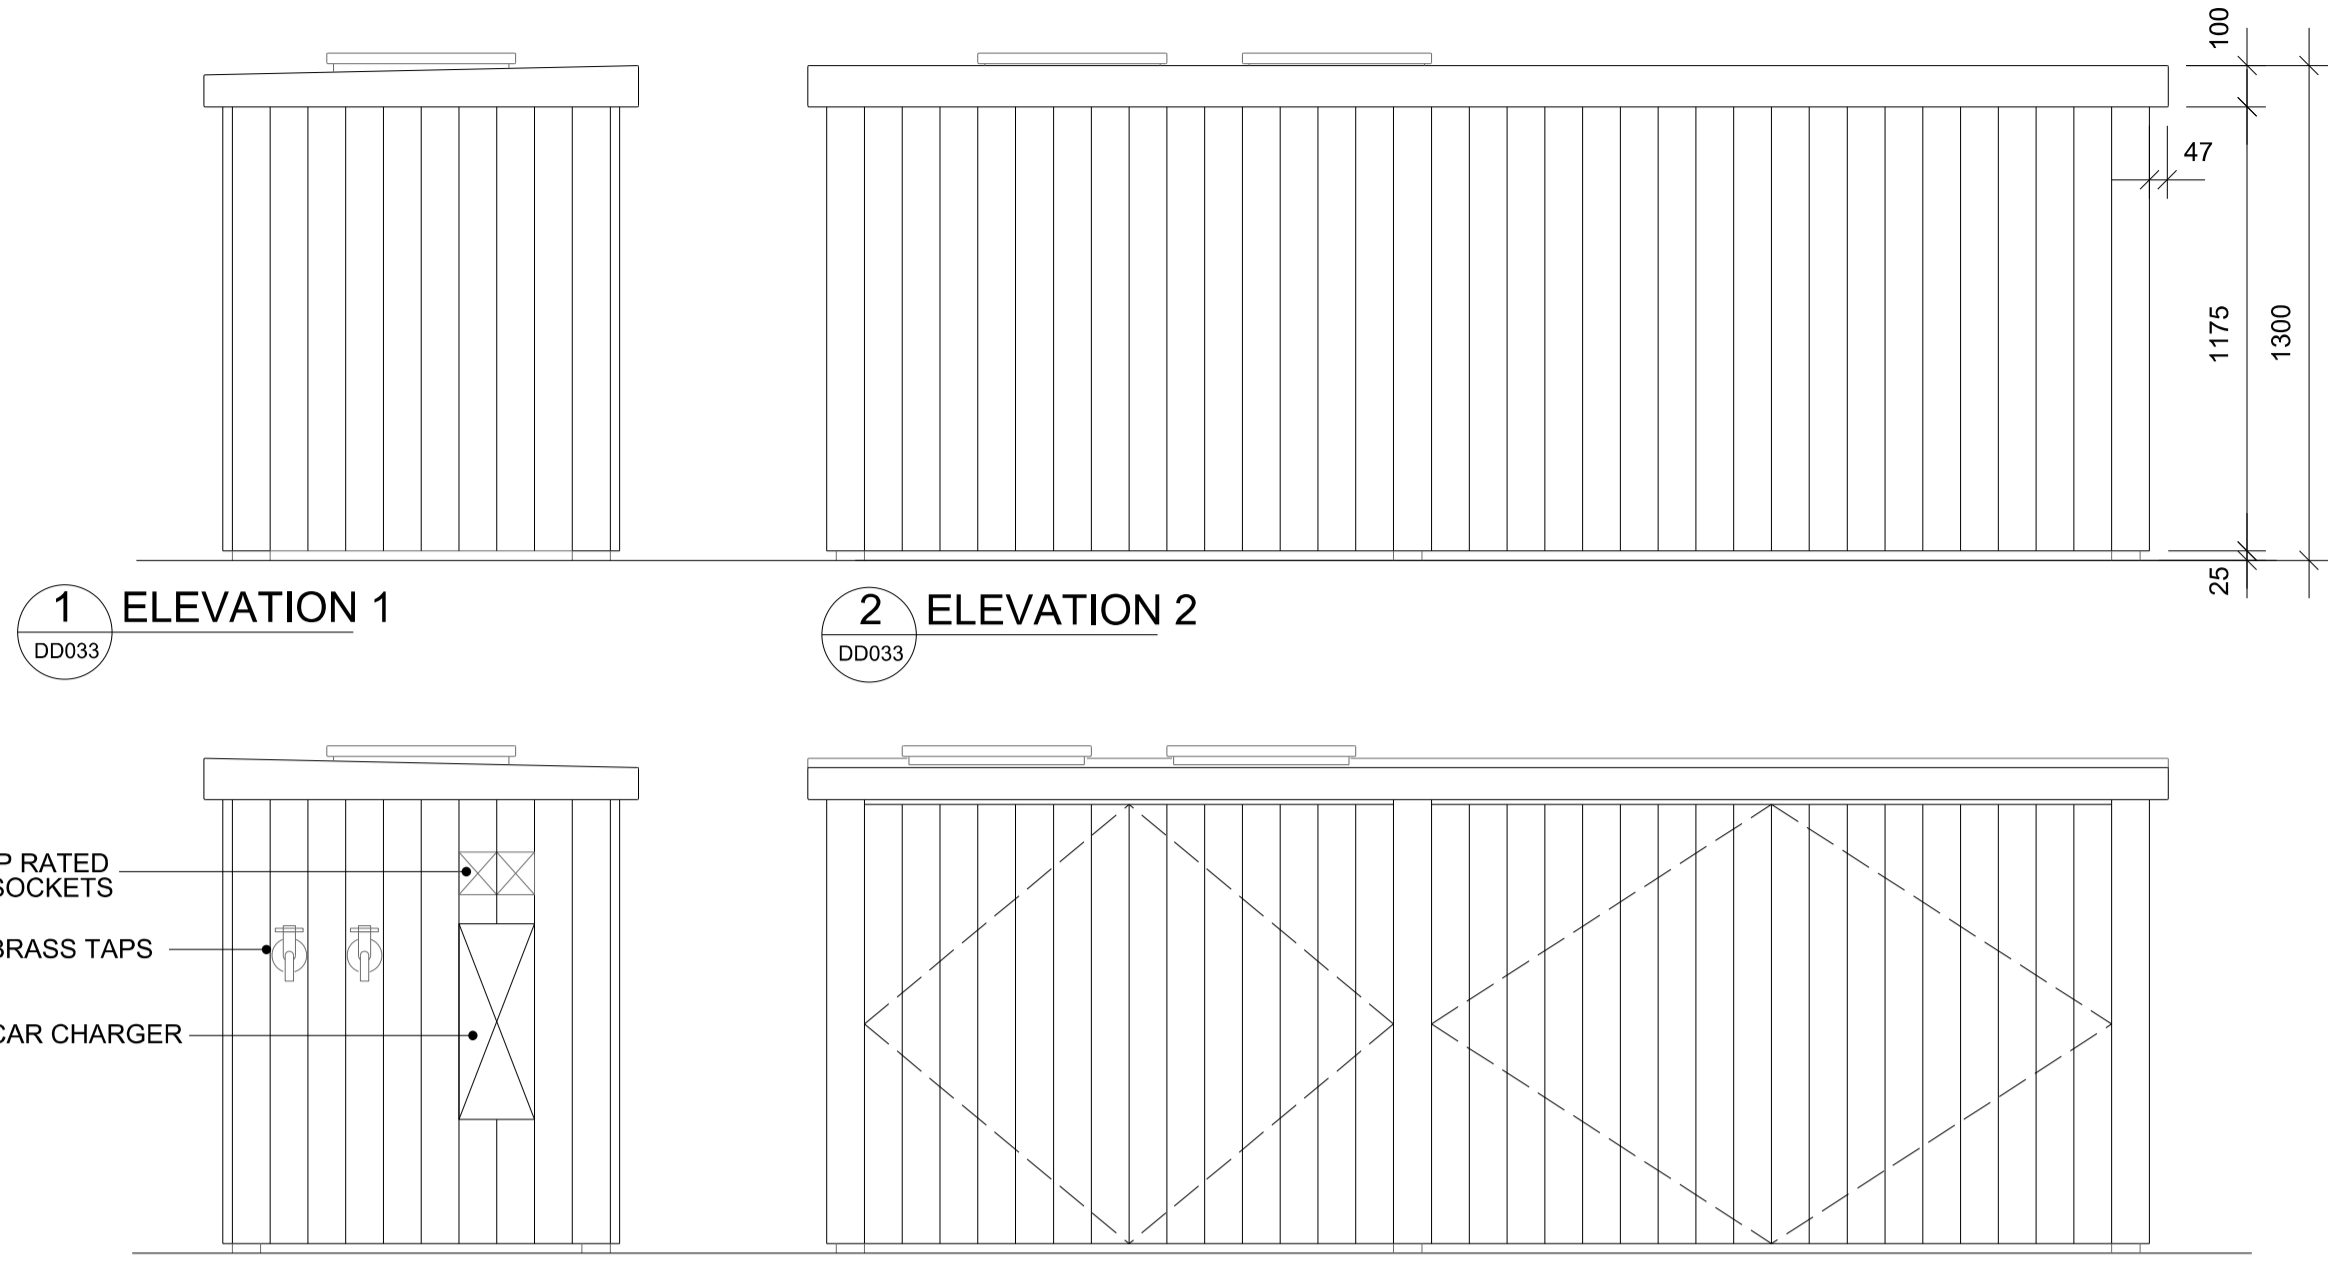 100
47
1175
1300
25
1 ELEVATION 1
DD033
2 ELEVATION 2
DD033
P RATED
SOCKETS
BRASS TAPS
CAR CHARGER